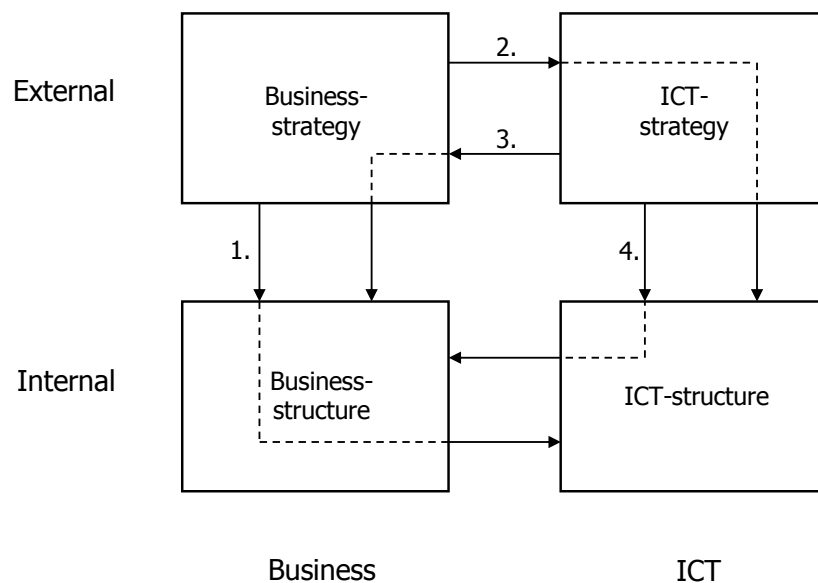 2.
External
Business-
strategy
ICT-
strategy
3.
1.
4.
Internal
Business-
structure
ICT-structure
Business
ICT